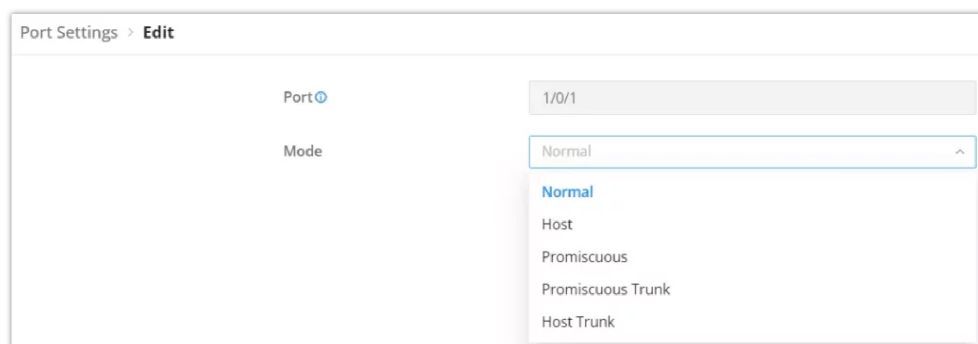 Port Settings > Edit
Port 1/0/1
Mode Normal
Normal
Host
Promiscuous
Promiscuous Trunk
Host Trunk